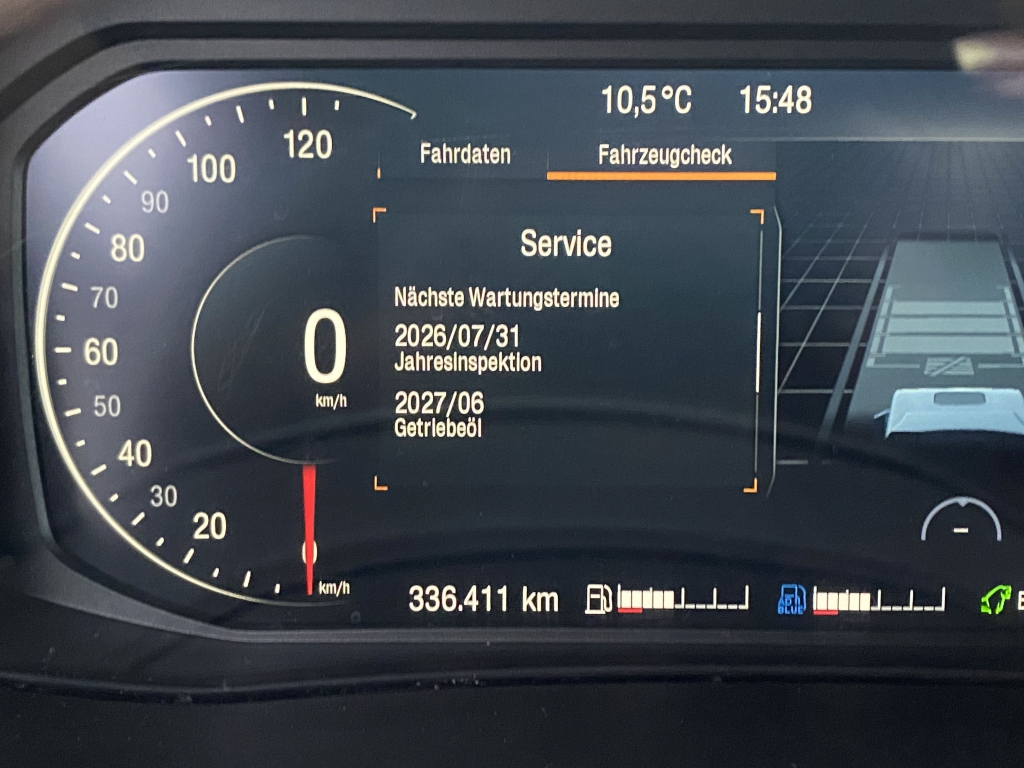 10,5°C 15:48
Fahrdaten Fahrzeugcheck
120
100
90
80
70
60
50
40
30
20
0
km/h
0
km/h
Service
Nächste Wartungstermine
2026/07/31
Jahresinspektion
2027/06
Getriebeöl
336.411 km
AD BLUE
E